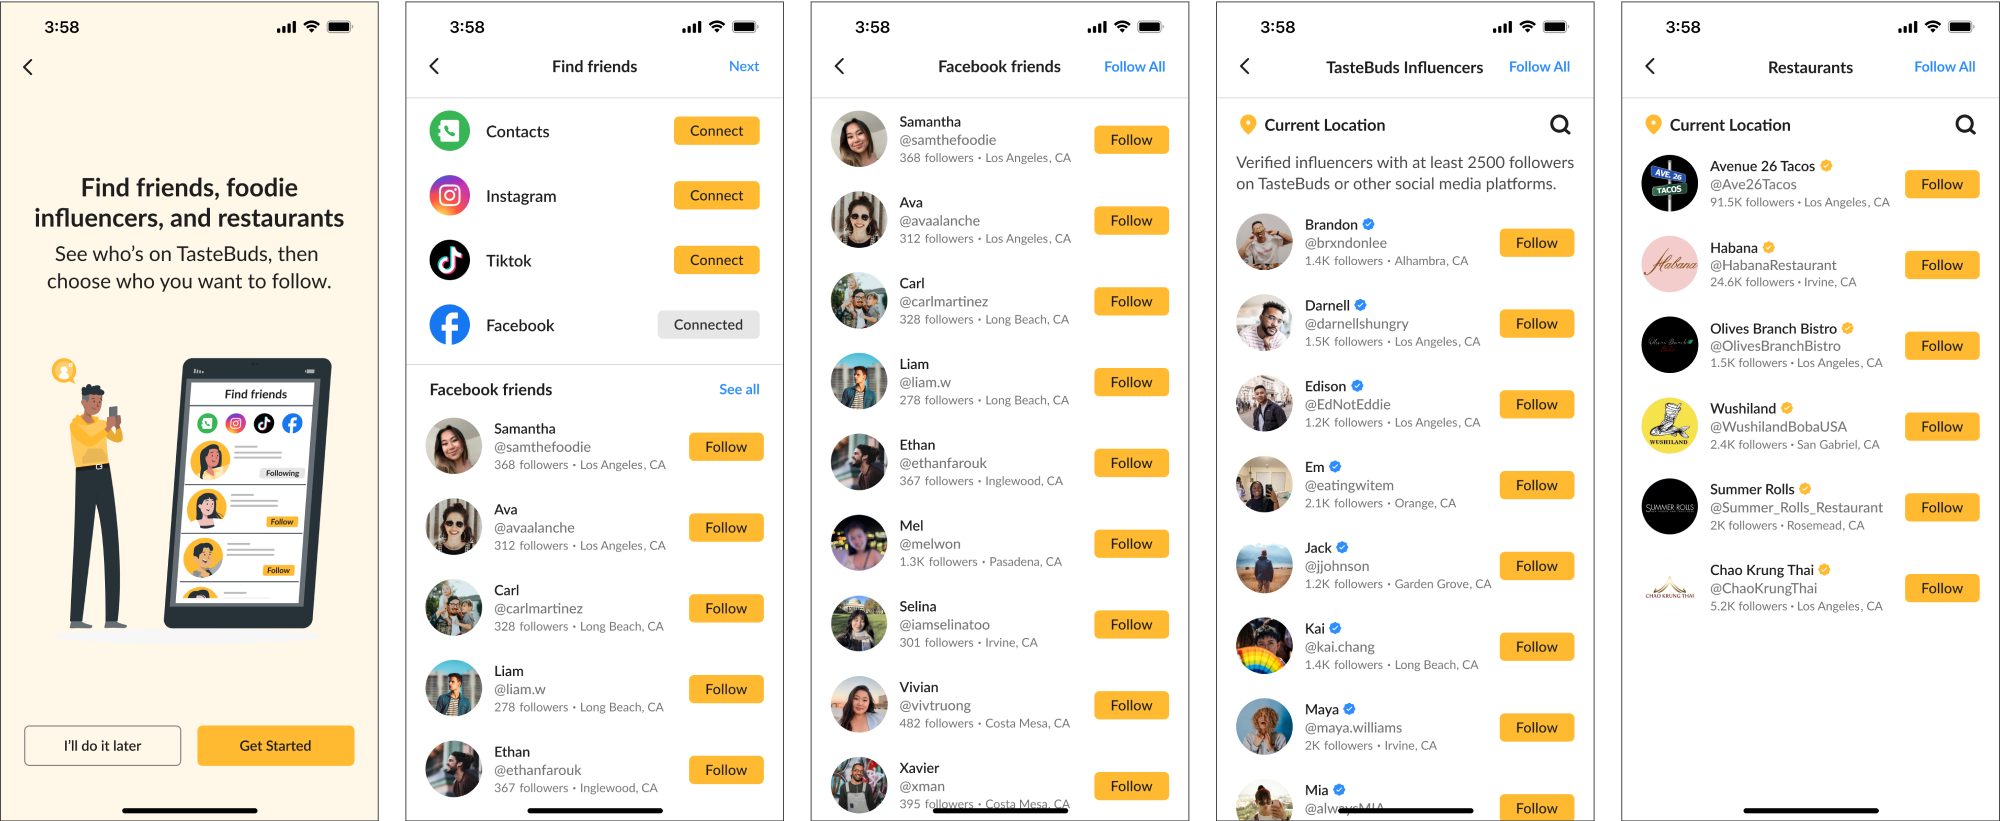 3:58
Find friends, foodie
influencers, and restaurants
See who's on TasteBuds, then
choose who you want to follow.
Find friends
Following
Follow
Follow
I'll do it later
Get Started
3:58
Find friends
Next
Contacts
Connect
Instagram
Connect
Tiktok
Connect
Facebook
Connected
Facebook friends
See all
Samantha
@samthefoodie
368 followers • Los Angeles, CA
Follow
Ava
@avaalanche
312 followers • Los Angeles, CA
Follow
Carl
@carlmartinez
328 followers • Long Beach, CA
Follow
Liam
@liam.w
278 followers • Long Beach, CA
Follow
Ethan
@ethanfarouk
367 followers • Inglewood, CA
Follow
3:58
Facebook friends
Follow All
Samantha
@samthefoodie
368 followers • Los Angeles, CA
Follow
Ava
@avaalanche
312 followers • Los Angeles, CA
Follow
Carl
@carlmartinez
328 followers • Long Beach, CA
Follow
Liam
@liam.w
278 followers • Long Beach, CA
Follow
Ethan
@ethanfarouk
367 followers • Inglewood, CA
Follow
Mel
@melwon
1.3K followers • Pasadena, CA
Follow
Selina
@iamselinatoo
301 followers • Irvine, CA
Follow
Vivian
@vivtruong
482 followers • Costa Mesa, CA
Follow
Xavier
@xman
395 followers • Costa Mesa, CA
Follow
3:58
TasteBuds Influencers
Follow All
Current Location
Verified influencers with at least 2500 followers
on TasteBuds or other social media platforms.
Brandon
@brxndonlee
1.4K followers • Alhambra, CA
Follow
Darnell
@darnellshungry
1.5K followers • Los Angeles, CA
Follow
Edison
@EdNotEddie
1.2K followers • Los Angeles, CA
Follow
Em
@eatingwitem
2.1K followers • Orange, CA
Follow
Jack
@jjohnson
1.2K followers • Garden Grove, CA
Follow
Kai
@kai.chang
1.4K followers • Long Beach, CA
Follow
Maya
@maya.williams
2K followers • Irvine, CA
Follow
Mia
@alwaysMIA
Follow
3:58
Restaurants
Follow All
Current Location
AVE 26
TACOS
Avenue 26 Tacos
@Ave26Tacos
91.5K followers • Los Angeles, CA
Follow
Habana
Habana
@HabanaRestaurant
24.6K followers • Irvine, CA
Follow
Olives Branch Bistro
@OlivesBranchBistro
1.5K followers • Los Angeles, CA
Follow
WUSHILAND
Wushiland
@WushilandBobaUSA
2.4K followers • San Gabriel, CA
Follow
SUMMER ROLLS
Summer Rolls
@Summer_Rolls_Restaurant
2K followers • Rosemead, CA
Follow
CHAO KRUNG THAI
Chao Krung Thai
@ChaoKrungThai
5.2K followers • Los Angeles, CA
Follow